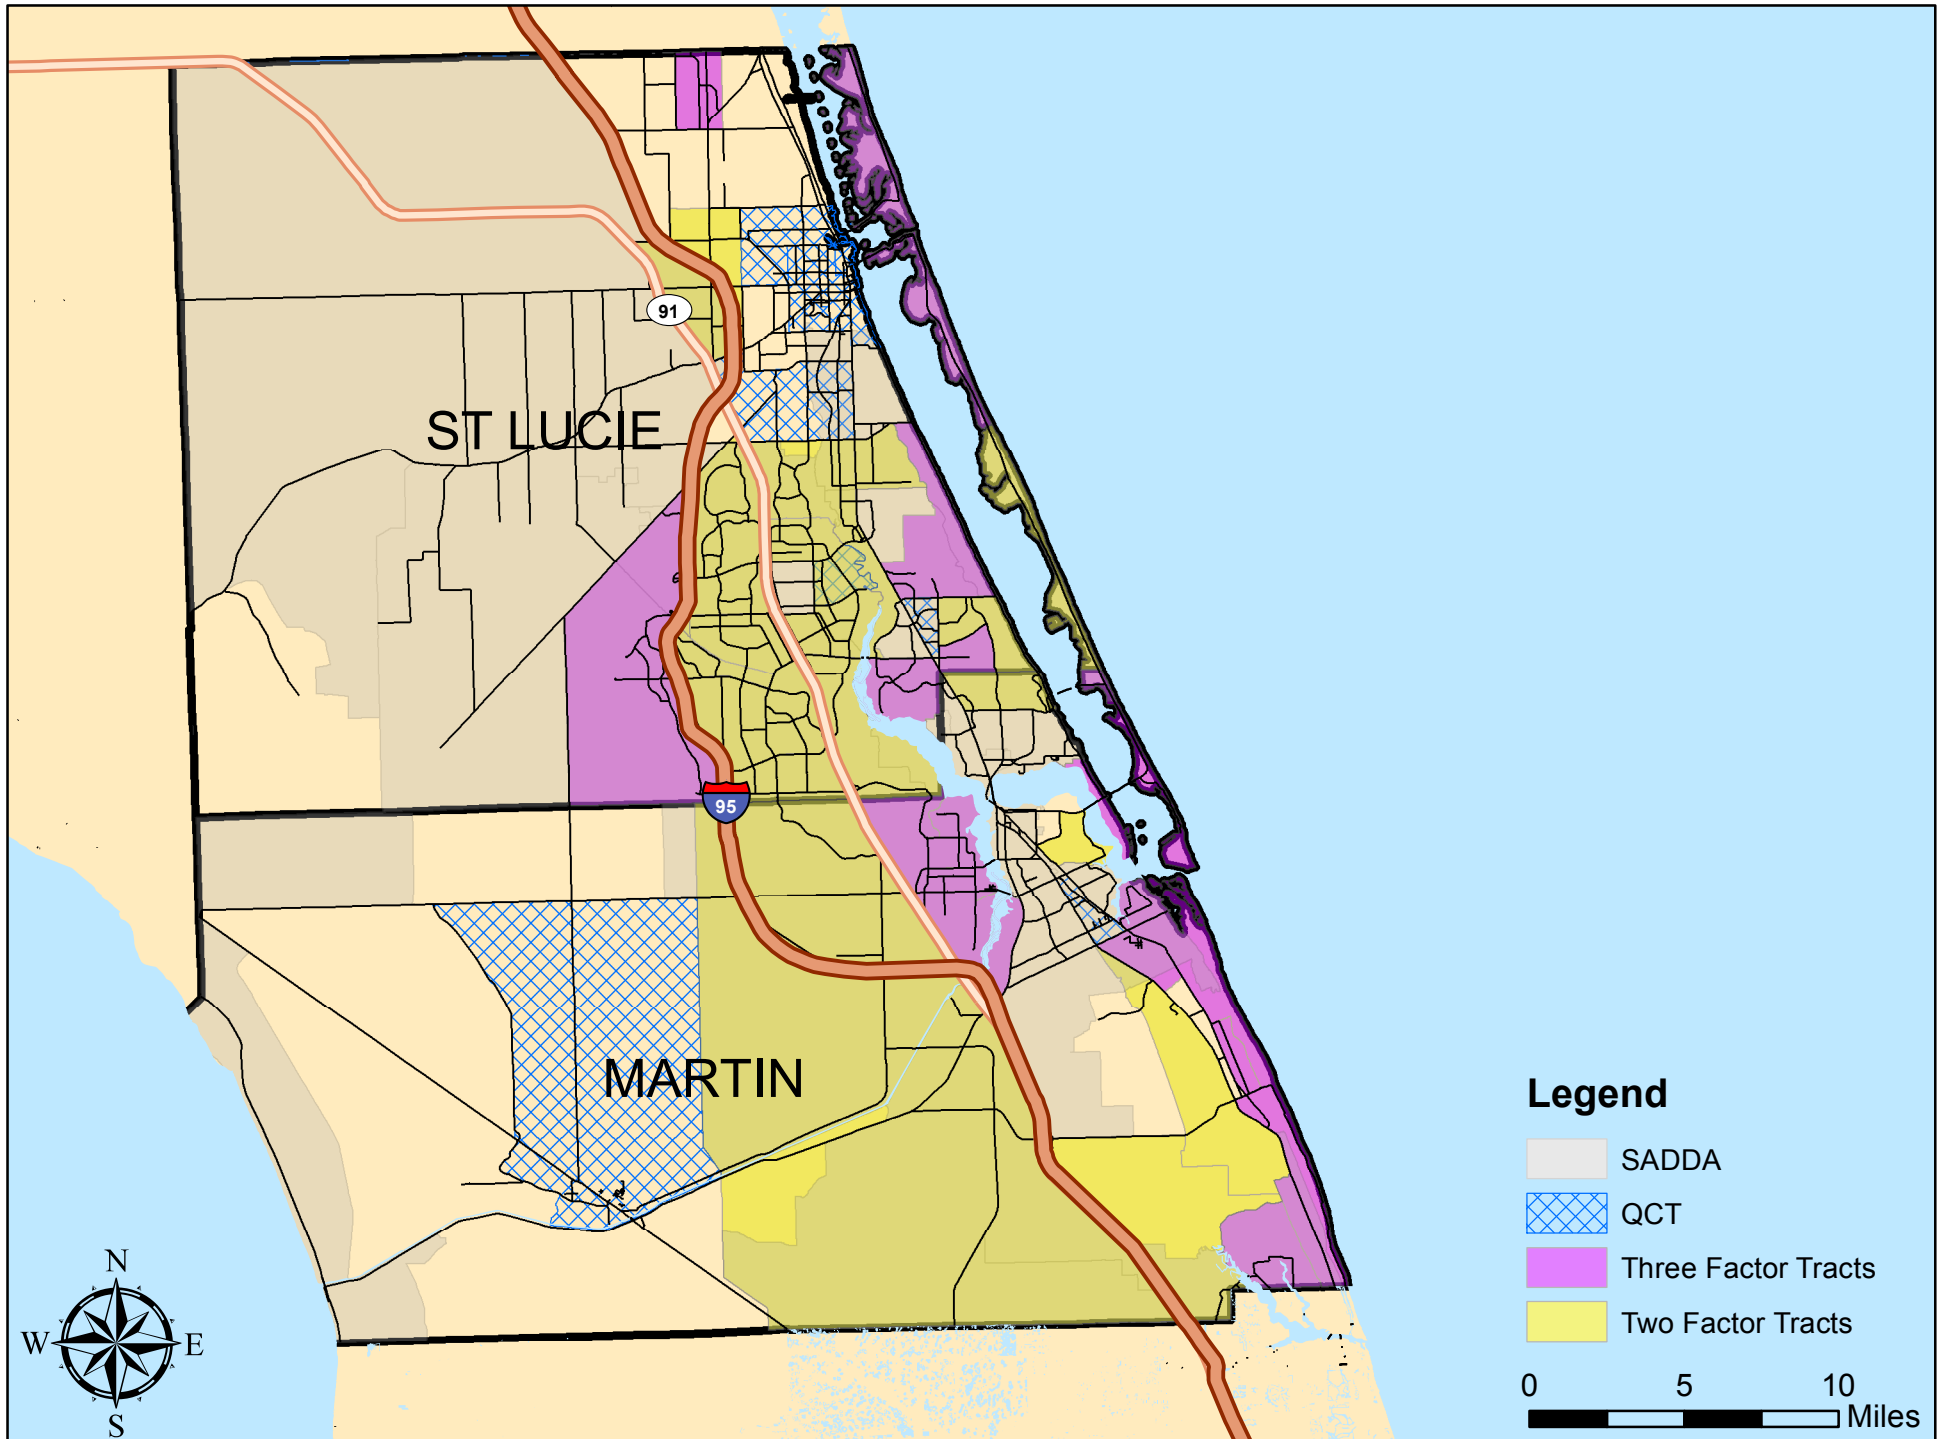 91
ST LUCIE
95
MARTIN
Legend
SADDA
QCT
Three Factor Tracts
Two Factor Tracts
0 5 10
Miles
N
W E
S